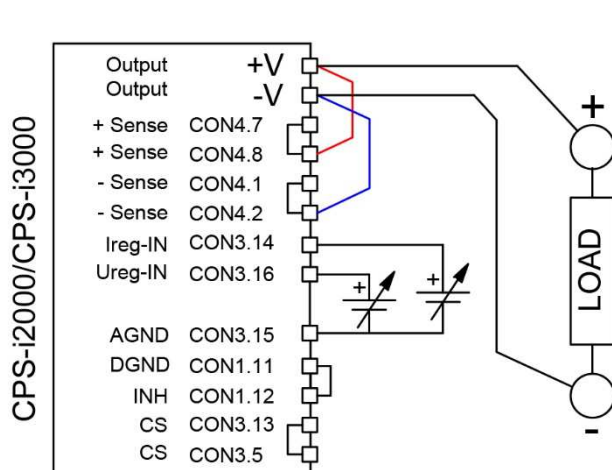 CPS-i2000/CPS-i3000
Output +V
Output -V
+ Sense CON4.7
+ Sense CON4.8
- Sense CON4.1
- Sense CON4.2
Ireg-IN CON3.14
Ureg-IN CON3.16
AGND CON3.15
DGND CON1.11
INH CON1.12
CS CON3.13
CS CON3.5
+
+
+
LOAD
-